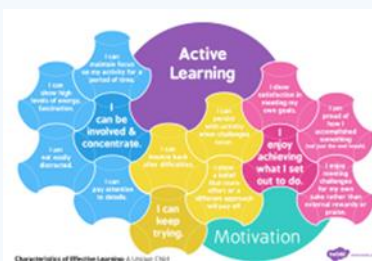 Active
Learning
I can
maintain focus
on my activity for a
period of time.
I can
show high
levels of energy,
fascination.
I
can be
involved &
concentrate.
I am
not easily
distracted.
I can
pay attention
to details.
I can
persist
with activity
when challenges
occur.
I can
bounce back
after difficulties.
I have
a belief
that more
effort or a
different approach
will pay off.
I can
keep
trying.
I show
satisfaction in
meeting my
own goals.
I am
proud of
how I
accomplished
something
I
enjoy
achieving
what I set
out to do.
I enjoy
meeting
challenges
for my own
sake rather than
external rewards or
praise.
Motivation
Characteristics of Effective Learning: A Unique Child
twinkl